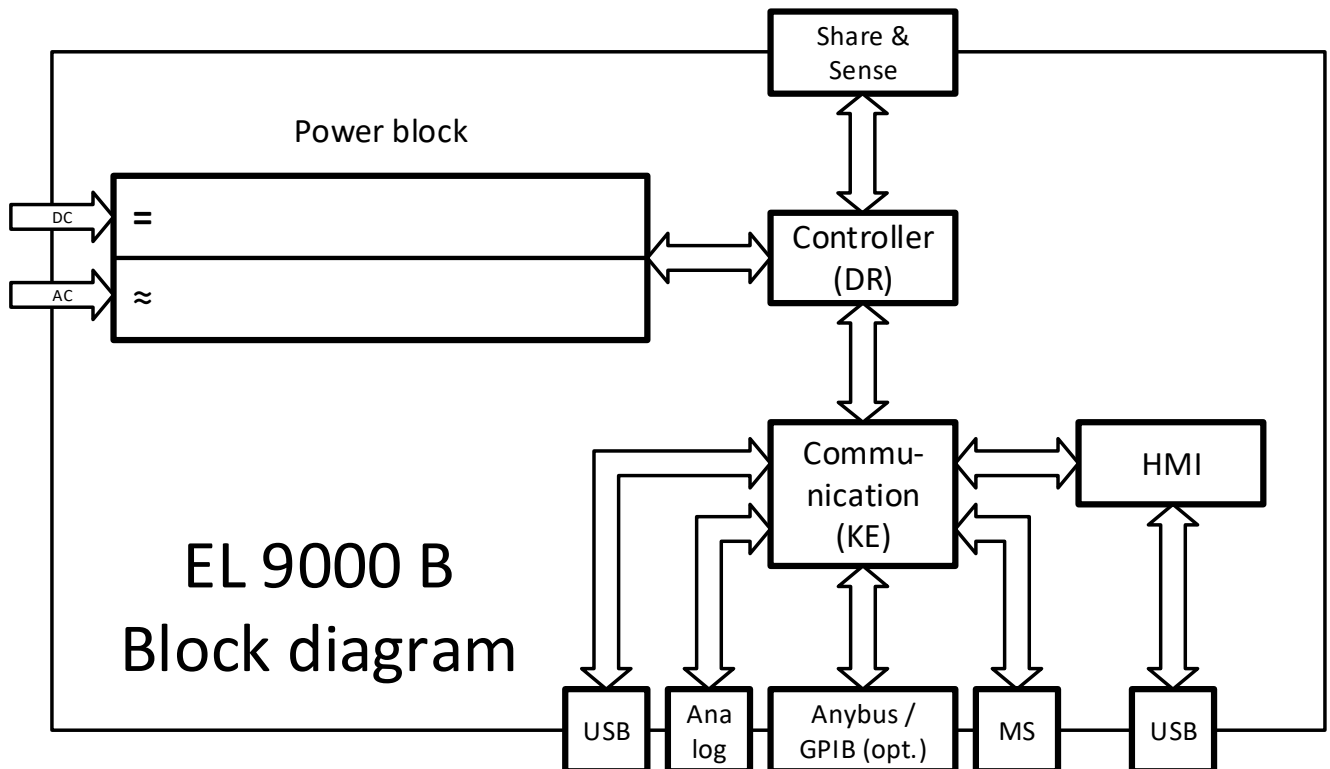 Share &
Sense
Power block
DC
=
Controller
(DR)
AC
≈
Commu-
nication
(KE)
HMI
EL 9000 B
Block diagram
USB
Ana
log
Anybus /
GPIB (opt.)
MS
USB